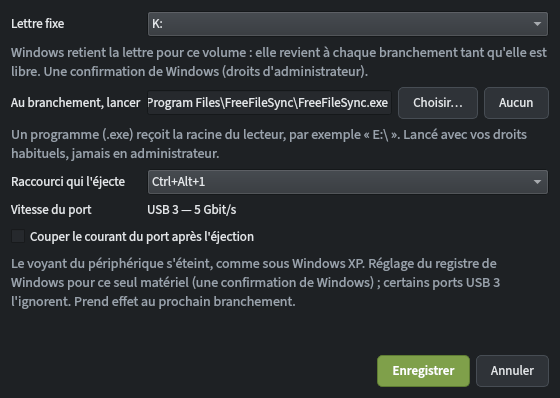 Lettre fixe K:
Windows retient la lettre pour ce volume : elle revient à chaque branchement tant qu'elle est
libre. Une confirmation de Windows (droits d'administrateur).
Au branchement, lancer Program Files\FreeFileSync\FreeFileSync.exe Choisir... Aucun
Un programme (.exe) reçoit la racine du lecteur, par exemple « E:\ ». Lancé avec vos droits
habituels, jamais en administrateur.
Raccourci qui l'éjecte Ctrl+Alt+1
Vitesse du port USB 3 — 5 Gbit/s
Couper le courant du port après l'éjection
Le voyant du périphérique s'éteint, comme sous Windows XP. Réglage du registre de
Windows pour ce seul matériel (une confirmation de Windows) ; certains ports USB 3
l'ignorent. Prend effet au prochain branchement.
Enregistrer Annuler